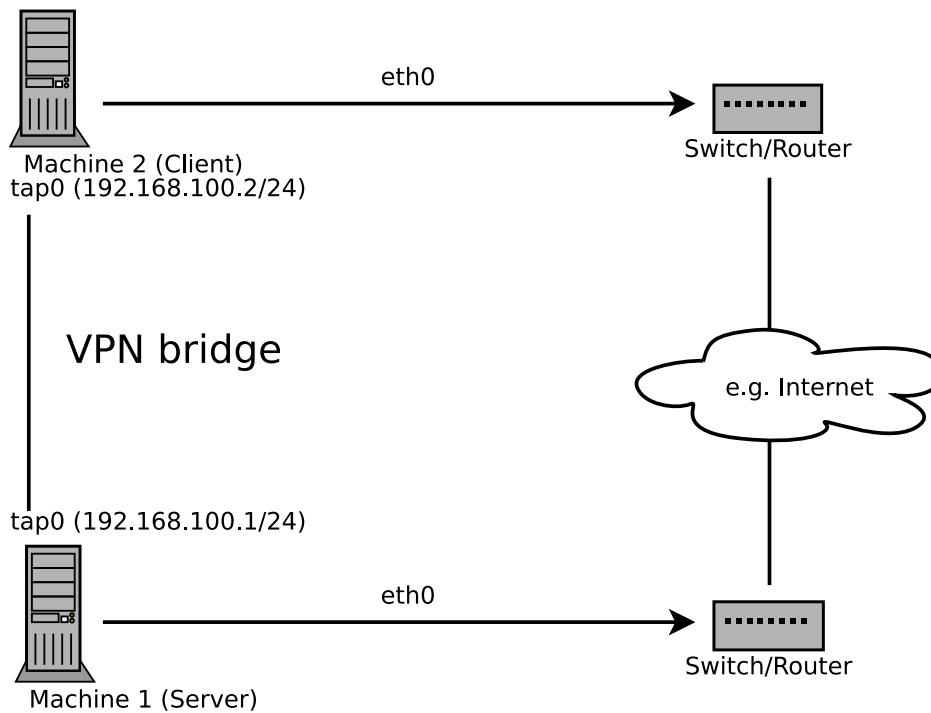 eth0
Machine 2 (Client)
tap0 (192.168.100.2/24)
Switch/Router
VPN bridge
e.g. Internet
tap0 (192.168.100.1/24)
eth0
Machine 1 (Server)
Switch/Router